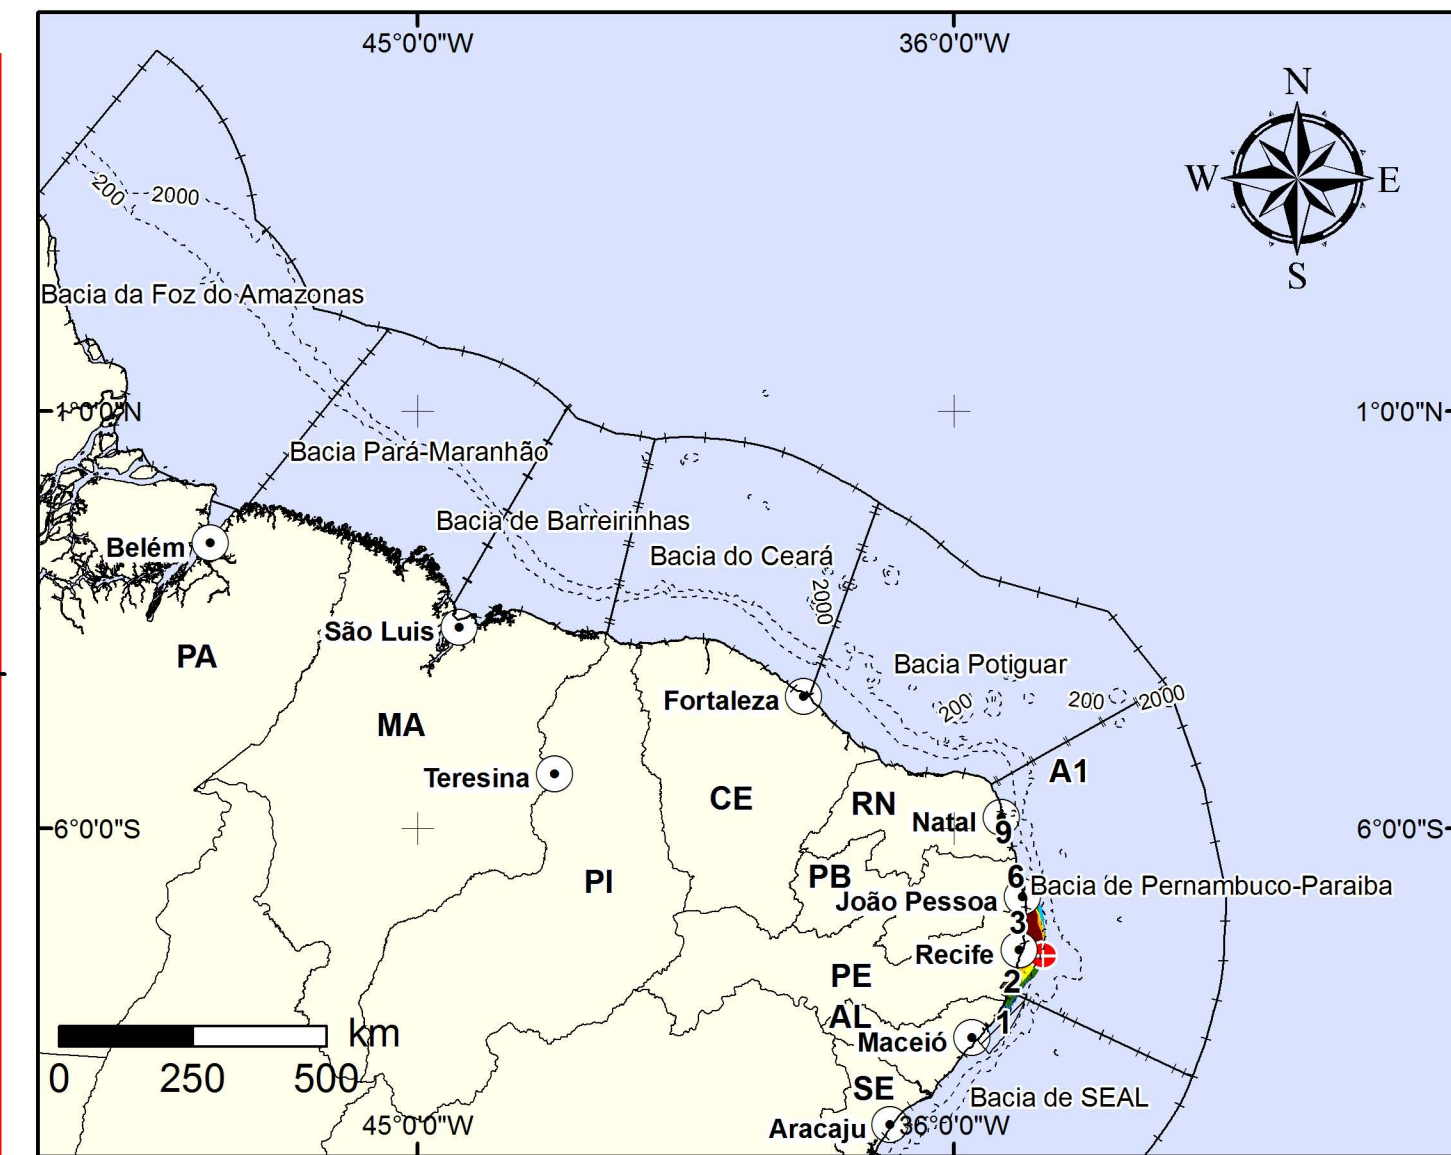 45°0'0"W
36°0'0"W
N
W
E
S
200
2000
Bacia da Foz do Amazonas
1°0'0"N
1°0'0"N
Bacia Pará-Maranhão
Bacia de Barreirinhas
Belém
Bacia do Ceará
2000
São Luis
PA
Bacia Potiguar
Fortaleza
200
200
2000
MA
Teresina
A1
CE
RN
Natal
9
6°0'0"S
6°0'0"S
PI
PB
6
Bacia de Pernambuco-Paraiba
João Pessoa
3
Recife
PE
2
AL
1
km
Maceió
0
250
500
SE
Bacia de SEAL
45°0'0"W
Aracaju
36°0'0"W